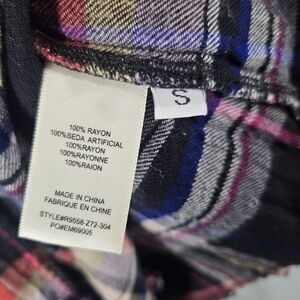 S
100% RAYON
100%SEDA ARTIFICIAL
100%RAYON
100%RAYONNE
100%RAION
MADE IN CHINA
FABRIQUE EN CHINE
STYLE#R9558-Z72-304
PO#EM69005